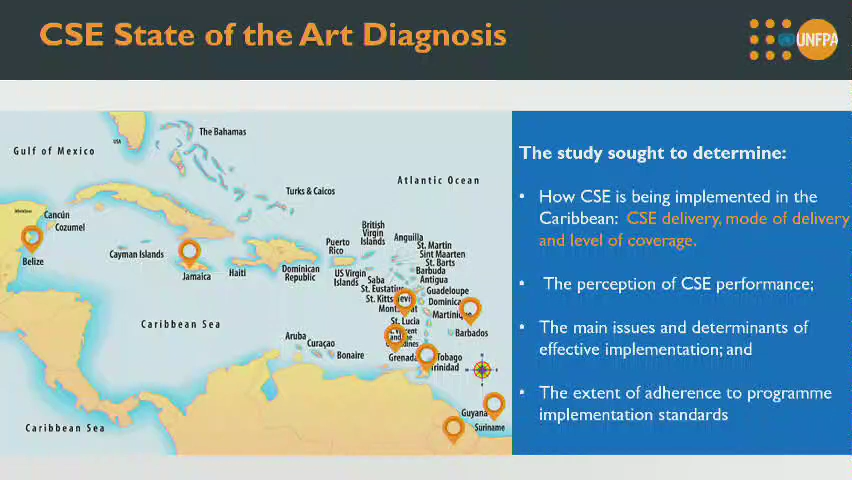 CSE State of the Art Diagnosis
UNFPA
USA
The Bahamas
Gulf of Mexico
Turks & Caicos
Atlantic Ocean
Cancún
Cozumel
Belize
Cayman Islands
Jamaica
Haiti
Dominican
Republic
Puerto
Rico
US Virgin
Islands
British
Virgin
Islands
Anguilla
St. Martin
Sint Maarten
St. Barts
Saba
Barbuda
St. Eustatius
Antigua
St. Kitts
Guadeloupe
Dominica
Martinique
St. Lucia
Barbados
Grenada
Tobago
Trinidad
Caribbean Sea
Aruba
Curaçao
Bonaire
Guyana
Suriname
Caribbean Sea
The study sought to determine:
• How CSE is being implemented in the
Caribbean: CSE delivery, mode of delivery
and level of coverage.
• The perception of CSE performance;
• The main issues and determinants of
effective implementation; and
• The extent of adherence to programme
implementation standards